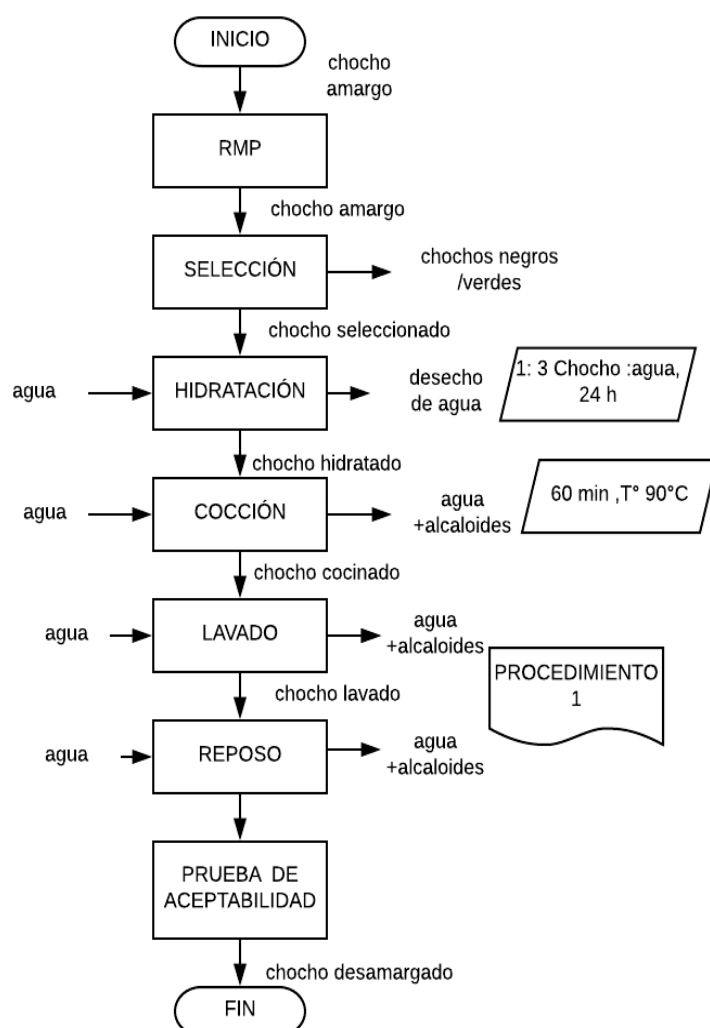 INICIO
chocho
amargo
RMP
chocho amargo
SELECCIÓN
chochos negros
/verdes
chocho seleccionado
agua
HIDRATACIÓN
desecho
de agua
1: 3 Chocho :agua,
24 h
chocho hidratado
agua
COCCIÓN
agua
+alcaloides
60 min ,T° 90°C
chocho cocinado
agua
LAVADO
agua
+alcaloides
PROCEDIMIENTO
1
chocho lavado
agua
REPOSO
agua
+alcaloides
PRUEBA DE
ACEPTABILIDAD
chocho desamargado
FIN